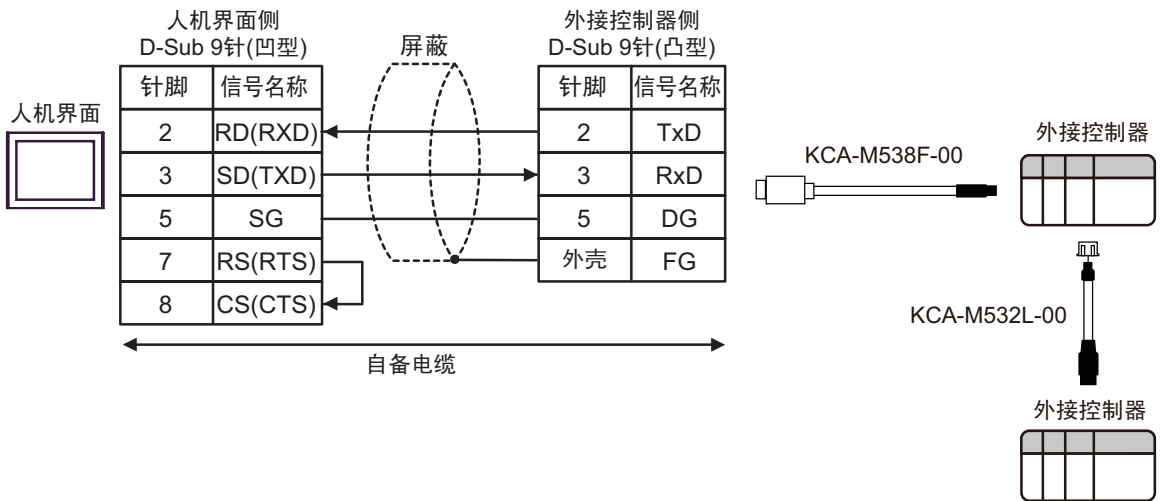 人机界面侧
D-Sub 9针(凹型)
屏蔽
外接控制器侧
D-Sub 9针(凸型)
人机界面
针脚 信号名称
2 RD(RXD)
3 SD(TXD)
5 SG
7 RS(RTS)
8 CS(CTS)
针脚 信号名称
2 TxD
3 RxD
5 DG
外壳 FG
自备电缆
KCA-M538F-00
外接控制器
KCA-M532L-00
外接控制器